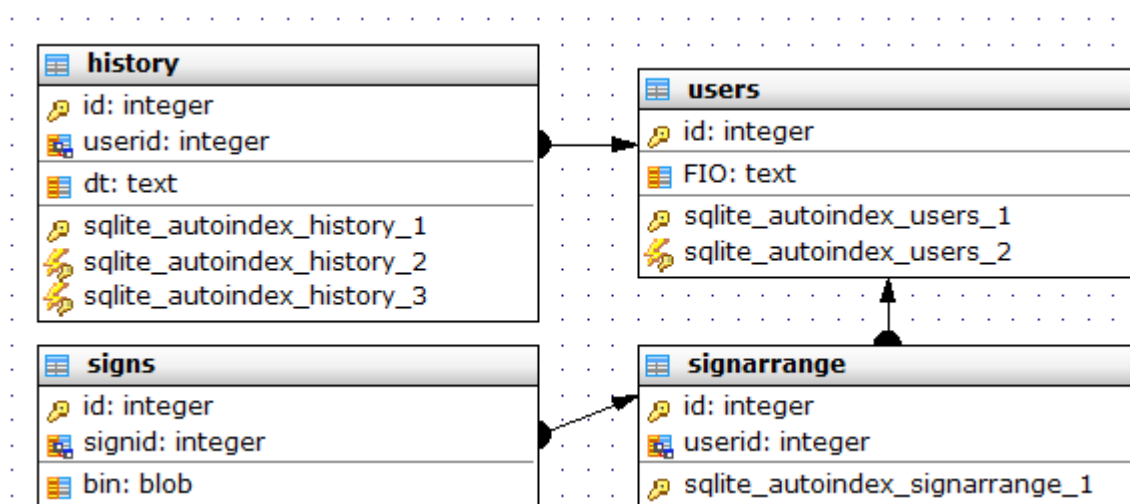 history
id: integer
userid: integer
dt: text
sqlite_autoindex_history_1
sqlite_autoindex_history_2
sqlite_autoindex_history_3
users
id: integer
FIO: text
sqlite_autoindex_users_1
sqlite_autoindex_users_2
signs
id: integer
signid: integer
bin: blob
signarrange
id: integer
userid: integer
sqlite_autoindex_signarrange_1